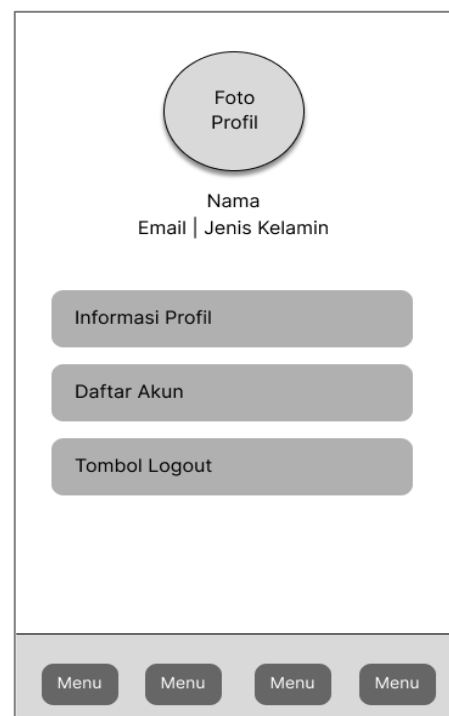 Foto
Profil
Nama
Email | Jenis Kelamin
Informasi Profil
Daftar Akun
Tombol Logout
Menu Menu Menu Menu